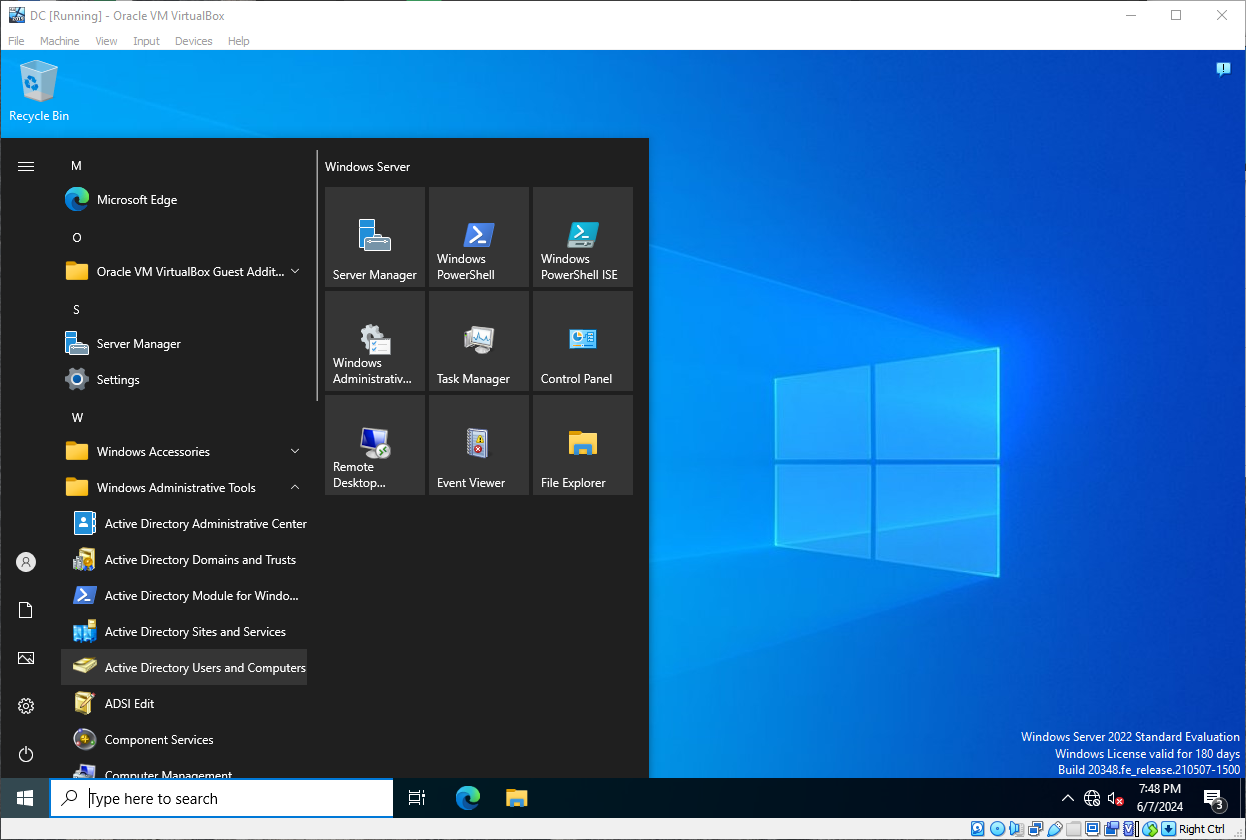 DC [Running] - Oracle VM VirtualBox
File Machine View Input Devices Help
Recycle Bin
M
Microsoft Edge
O
Oracle VM VirtualBox Guest Addit...
S
Server Manager
Settings
W
Windows Accessories
Windows Administrative Tools
Active Directory Administrative Center
Active Directory Domains and Trusts
Active Directory Module for Windo...
Active Directory Sites and Services
Active Directory Users and Computers
ADSI Edit
Component Services
Computer Management
Windows Server
Server Manager
Windows
PowerShell
Windows
PowerShell ISE
Windows
Administrativ...
Task Manager
Control Panel
Remote
Desktop...
Event Viewer
File Explorer
Windows Server 2022 Standard Evaluation
Windows License valid for 180 days
Build 20348.fe_release.210507-1500
Type here to search
7:48 PM
6/7/2024
3
Right Ctrl